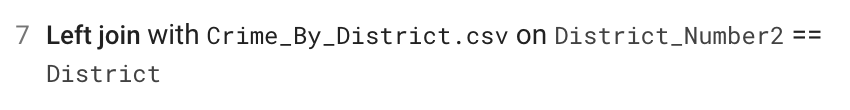 7 Left join with Crime_By_District.csv on District_Number2 ==
District